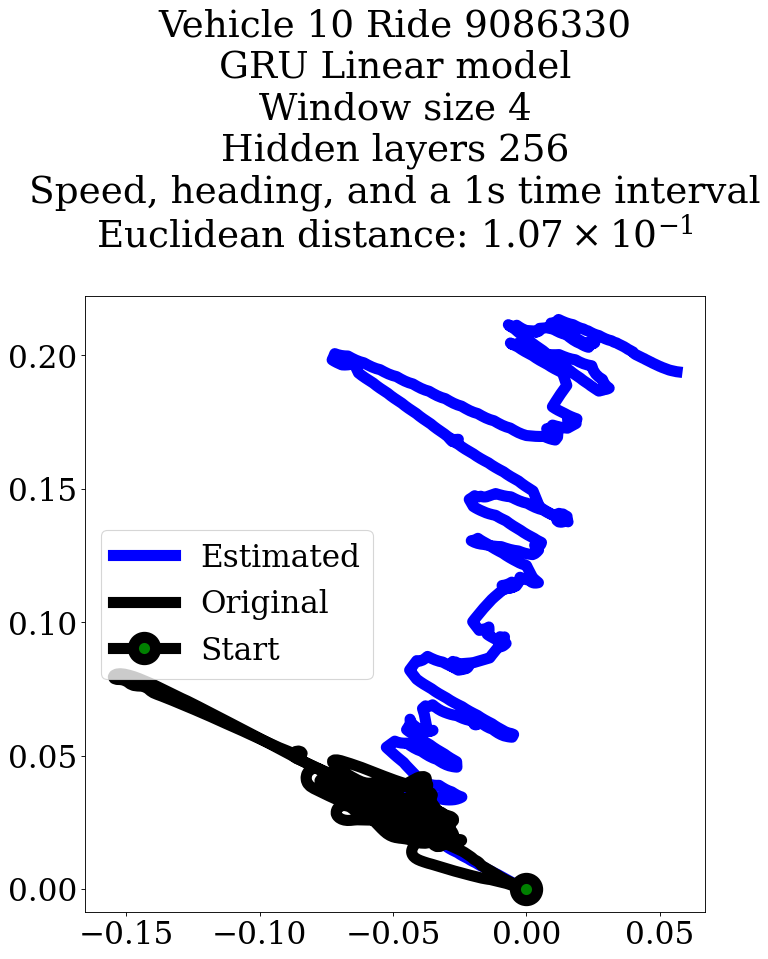 Vehicle 10 Ride 9086330
GRU Linear model
Window size 4
Hidden layers 256
Speed, heading, and a 1s time interval
Euclidean distance: 1.07 × 10⁻¹
0.20
0.15
0.10
0.05
0.00
Estimated
Original
Start
−0.15 −0.10 −0.05 0.00 0.05